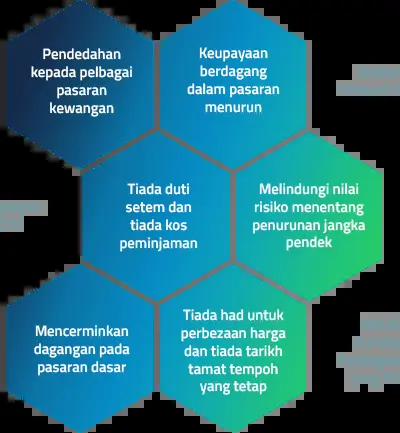 Pendedahan
kepada pelbagai
pasaran
kewangan
Keupayaan
berdagang
dalam pasaran
menurun
Tiada duti
setem dan
tiada kos
peminjaman
Melindungi nilai
risiko menentang
penurunan jangka
pendek
Mencerminkan
dagangan pada
pasaran dasar
Tiada had untuk
perbezaan harga
dan tiada tarikh
tamat tempoh
yang tetap